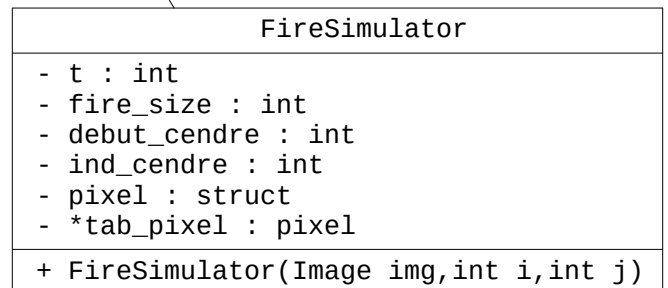 FireSimulator
- t : int
- fire_size : int
- debut_cendre : int
- ind_cendre : int
- pixel : struct
- *tab_pixel : pixel
+ FireSimulator(Image img,int i,int j)